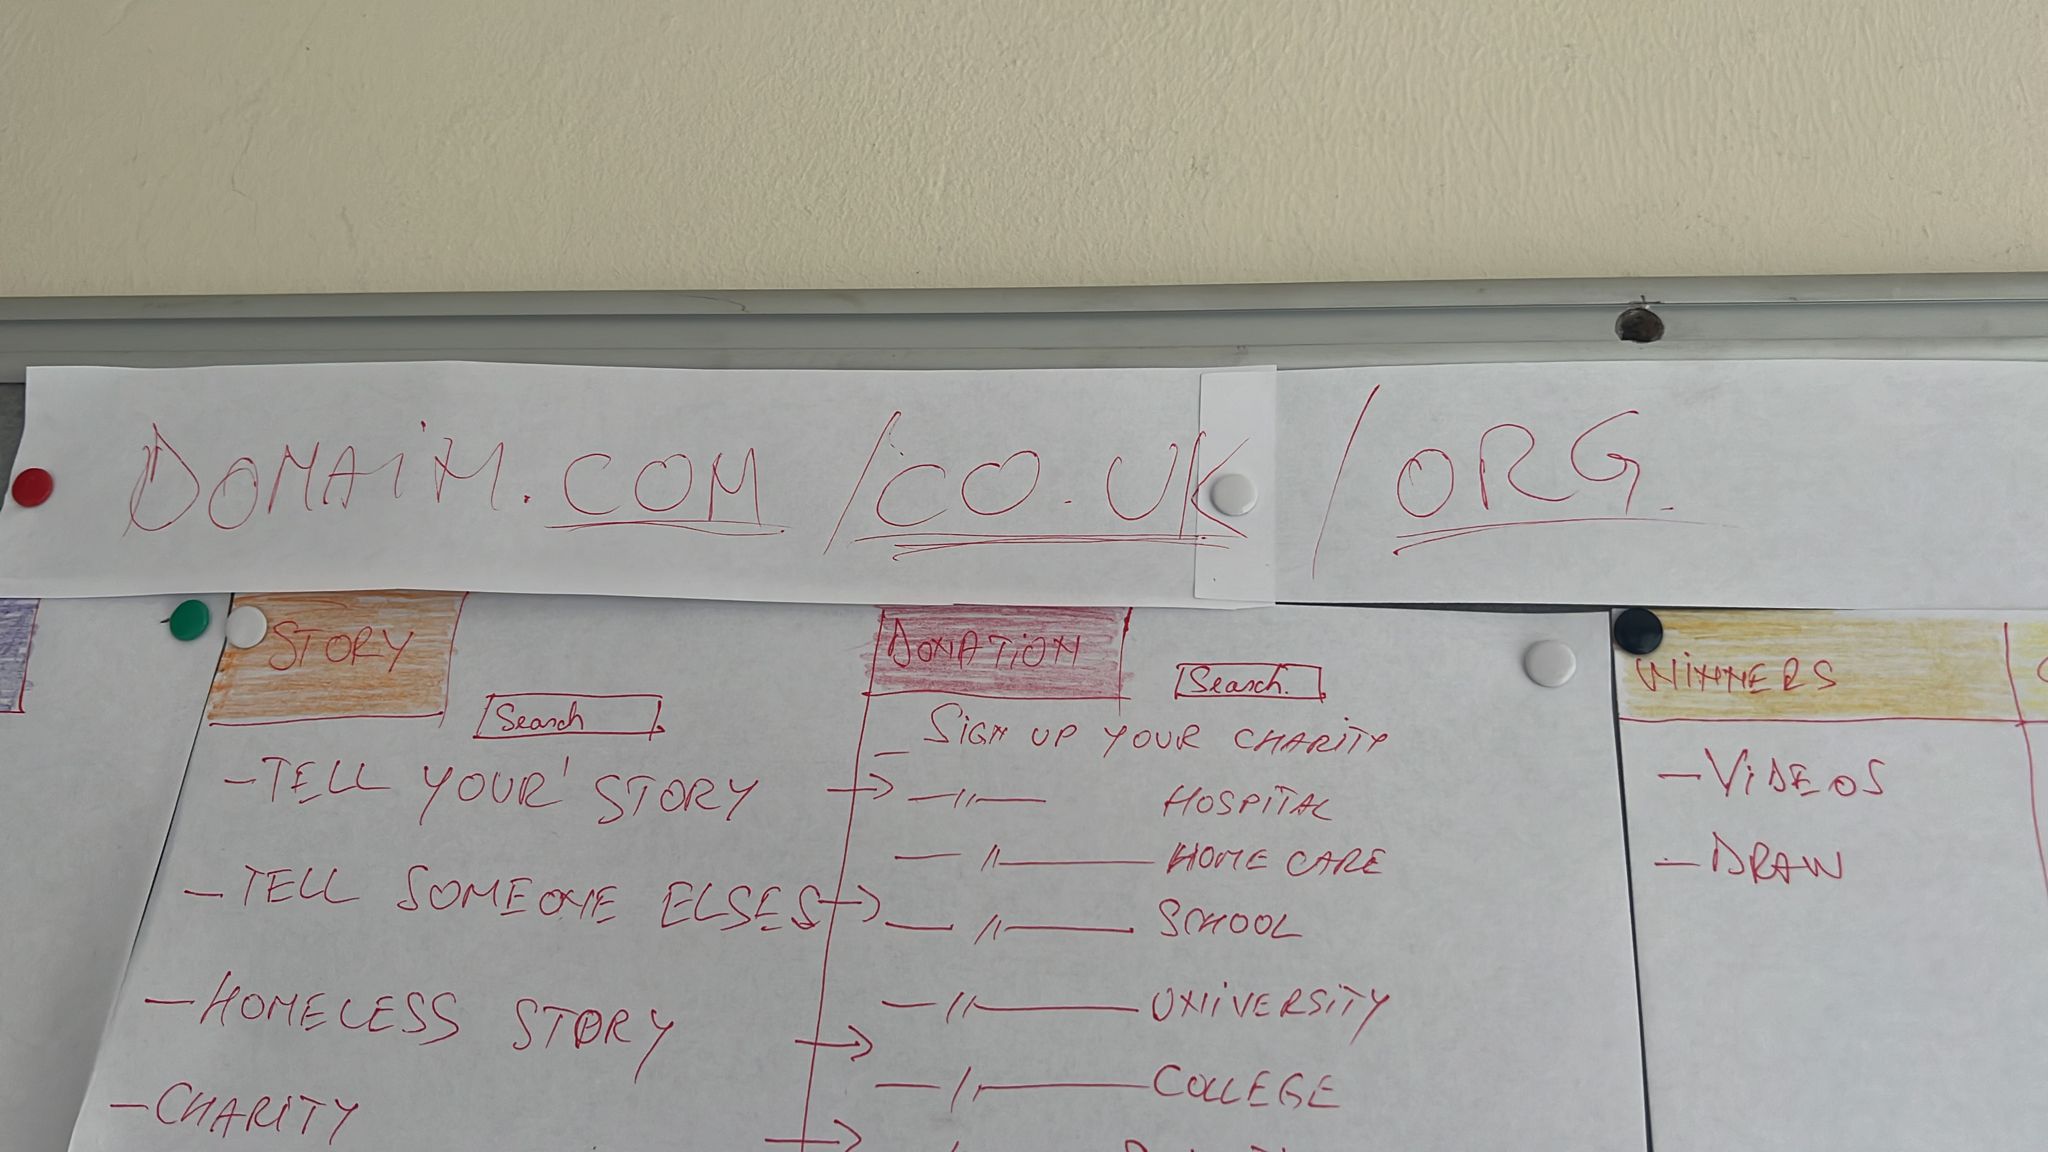 DOMAIN.COM /CO.UK /ORG.
STORY
Search
-TELL YOUR' STORY →
-TELL SOMEONE ELSES →
-HOMELESS STORY →
-CHARITY →
DONATION
Search.
- SIGN UP YOUR CHARITY
-//- HOSPITAL
-//- HOME CARE
-//- SCHOOL
-//- UNIVERSITY
-//- COLLEGE
WINNERS
-VIDEOS
-DRAW